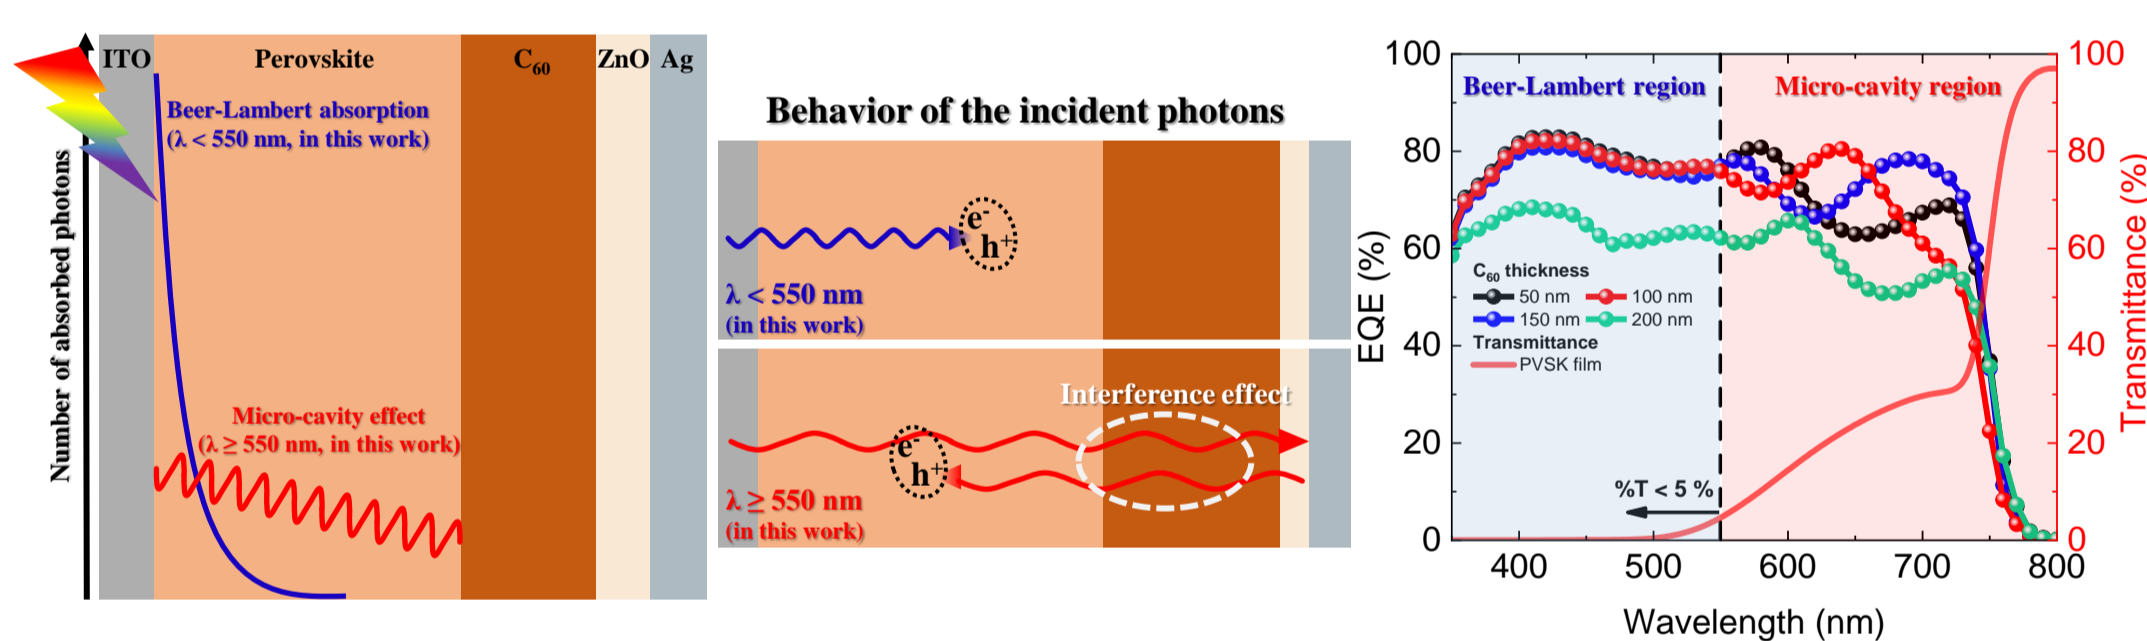 ITO
Perovskite
C₆₀
ZnO
Ag
Beer-Lambert absorption
(λ < 550 nm, in this work)
Number of absorbed photons
Micro-cavity effect
(λ ≥ 550 nm, in this work)
Behavior of the incident photons
e⁻
h⁺
λ < 550 nm
(in this work)
Interference effect
e⁻
h⁺
λ ≥ 550 nm
(in this work)
Beer-Lambert region
Micro-cavity region
C₆₀ thickness
50 nm
100 nm
150 nm
200 nm
Transmittance
PVSK film
%T < 5 %
EQE (%)
100
80
60
40
20
0
Transmittance (%)
100
80
60
40
20
0
400
500
600
700
800
Wavelength (nm)